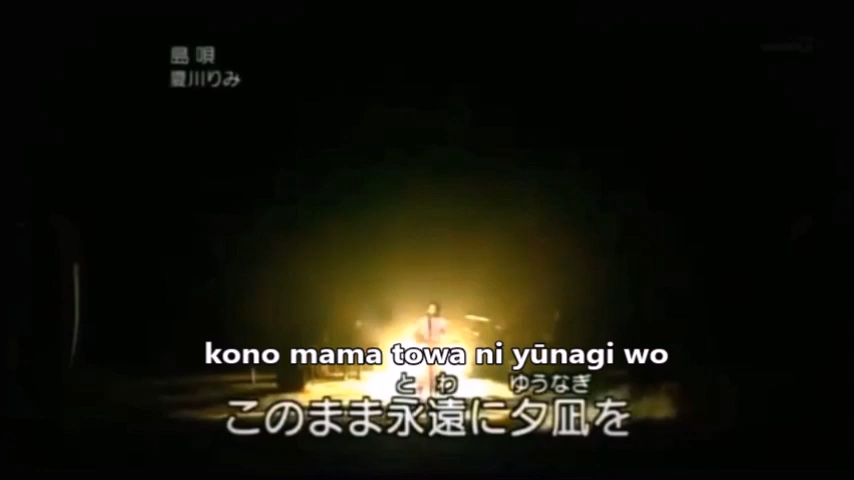 島 唄
夏川りみ
kono mama towa ni yūnagi wo
とわ ゆうなぎ
このまま永遠に夕凪を